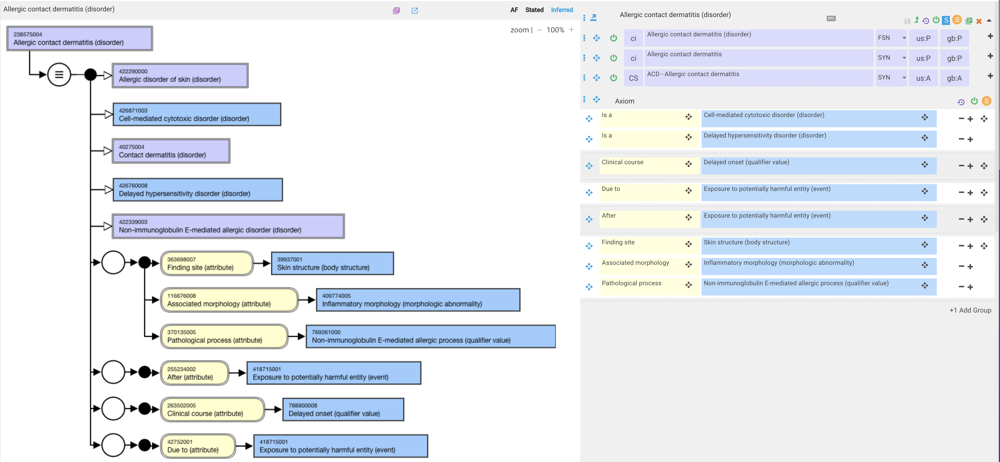 Allergic contact dermatitis (disorder)
AF Stated Inferred
zoom | − 100% +
238575004
Allergic contact dermatitis (disorder)
422290000
Allergic disorder of skin (disorder)
426871003
Cell-mediated cytotoxic disorder (disorder)
40275004
Contact dermatitis (disorder)
426760008
Delayed hypersensitivity disorder (disorder)
422339003
Non-immunoglobulin E-mediated allergic disorder (disorder)
363698007
Finding site (attribute)
39937001
Skin structure (body structure)
116676008
Associated morphology (attribute)
409774005
Inflammatory morphology (morphologic abnormality)
370135005
Pathological process (attribute)
769261000
Non-immunoglobulin E-mediated allergic process (qualifier value)
255234002
After (attribute)
418715001
Exposure to potentially harmful entity (event)
263502005
Clinical course (attribute)
788800008
Delayed onset (qualifier value)
42752001
Due to (attribute)
418715001
Exposure to potentially harmful entity (event)
Allergic contact dermatitis (disorder)
S
ci Allergic contact dermatitis (disorder) FSN us:P gb:P
ci Allergic contact dermatitis SYN us:P gb:P
CS ACD - Allergic contact dermatitis SYN us:A gb:A
Axiom
Is a Cell-mediated cytotoxic disorder (disorder)
Is a Delayed hypersensitivity disorder (disorder)
Clinical course Delayed onset (qualifier value)
Due to Exposure to potentially harmful entity (event)
After Exposure to potentially harmful entity (event)
Finding site Skin structure (body structure)
Associated morphology Inflammatory morphology (morphologic abnormality)
Pathological process Non-immunoglobulin E-mediated allergic process (qualifier value)
+1 Add Group